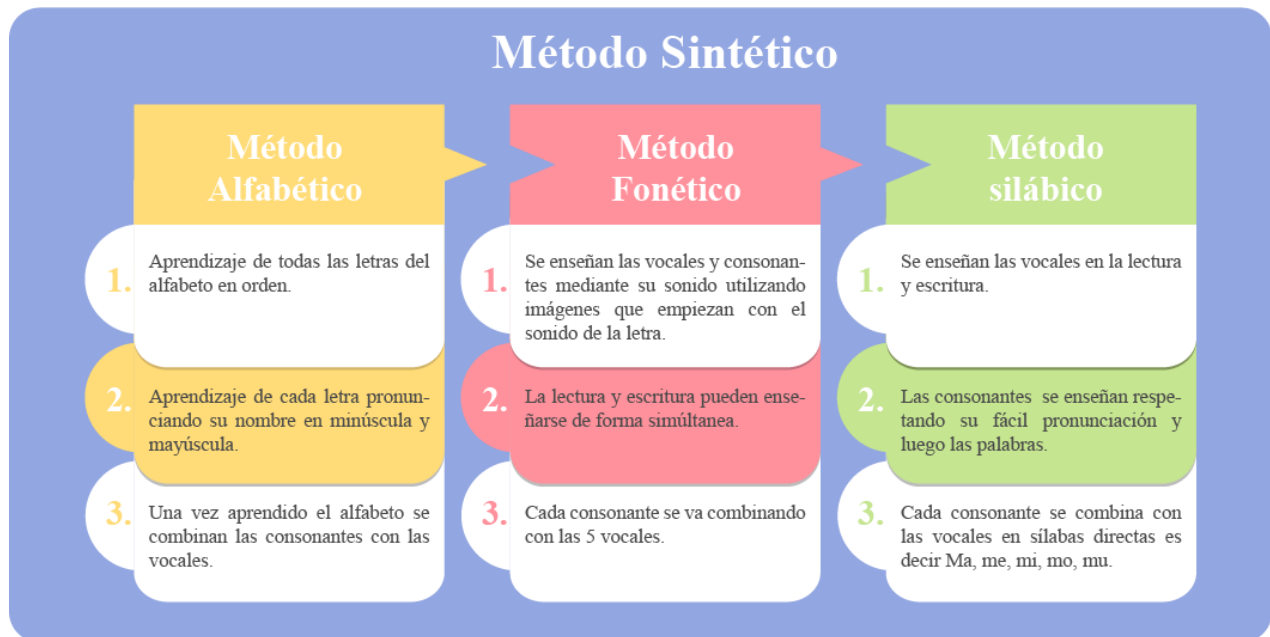 Método Sintético
Método
Alfabético
1.
Aprendizaje de todas las letras del
alfabeto en orden.
2.
Aprendizaje de cada letra pronun-
ciando su nombre en minúscula y
mayúscula.
3.
Una vez aprendido el alfabeto se
combinan las consonantes con las
vocales.
Método
Fonético
1.
Se enseñan las vocales y consonan-
tes mediante su sonido utilizando
imágenes que empiezan con el
sonido de la letra.
2.
La lectura y escritura pueden ense-
ñarse de forma simúltanea.
3.
Cada consonante se va combinando
con las 5 vocales.
Método
silábico
1.
Se enseñan las vocales en la lectura
y escritura.
2.
Las consonantes se enseñan respe-
tando su fácil pronunciación y
luego las palabras.
3.
Cada consonante se combina con
las vocales en sílabas directas es
decir Ma, me, mi, mo, mu.